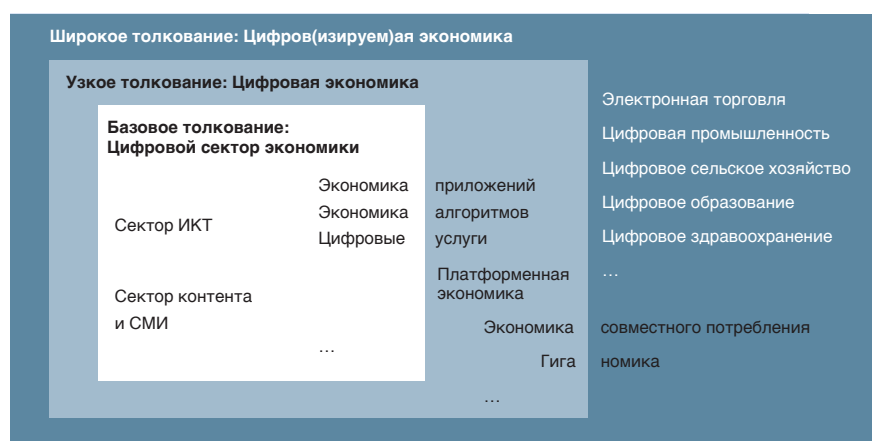 Широкое толкование: Цифров(изируем)ая экономика
Узкое толкование: Цифровая экономика
Базовое толкование:
Цифровой сектор экономики
Сектор ИКТ
Экономика приложений
Экономика алгоритмов
Цифровые услуги
Платформенная
экономика
Сектор контента
и СМИ
Экономика совместного потребления
…
Гиганомика
…
Электронная торговля
Цифровая промышленность
Цифровое сельское хозяйство
Цифровое образование
Цифровое здравоохранение
…